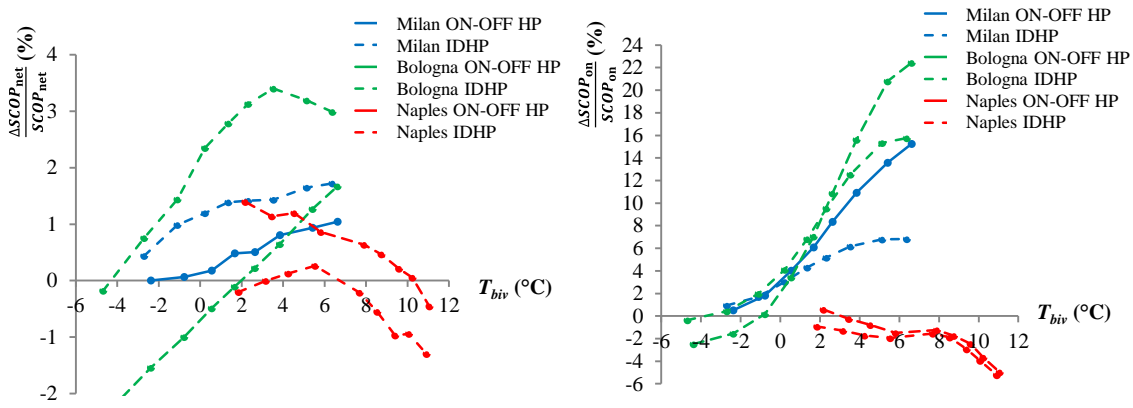 ΔSCOPnet / SCOPnet (%)
Milan ON-OFF HP
Milan IDHP
Bologna ON-OFF HP
Bologna IDHP
Naples ON-OFF HP
Naples IDHP
4
3
2
1
0
-1
-2
-6 -4 -2 0 2 4 6 8 10 12
Tbiv (°C)
ΔSCOPon / SCOPon (%)
Milan ON-OFF HP
Milan IDHP
Bologna ON-OFF HP
Bologna IDHP
Naples ON-OFF HP
Naples IDHP
24
22
20
18
16
14
12
10
8
6
4
2
0
-2
-4
-6
-6 -4 -2 0 2 4 6 8 10 12
Tbiv (°C)